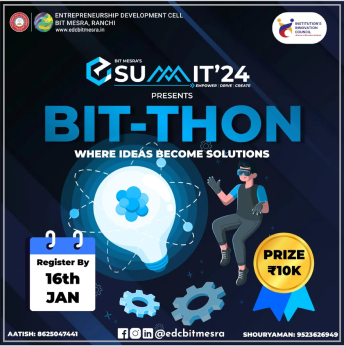 ENTREPRENEURSHIP DEVELOPMENT CELL
BIT MESRA, RANCHI
www.edcbitmesra.in
INSTITUTION'S
INNOVATION
COUNCIL
BIT MESRA'S
SUMMIT'24
EMPOWER . DRIVE . CREATE
PRESENTS
BIT-THON
WHERE IDEAS BECOME SOLUTIONS
Register By
16th
JAN
PRIZE
₹10K
AATISH: 8625047441
@edcbitmesra
SHOURYAMAN: 9523626949